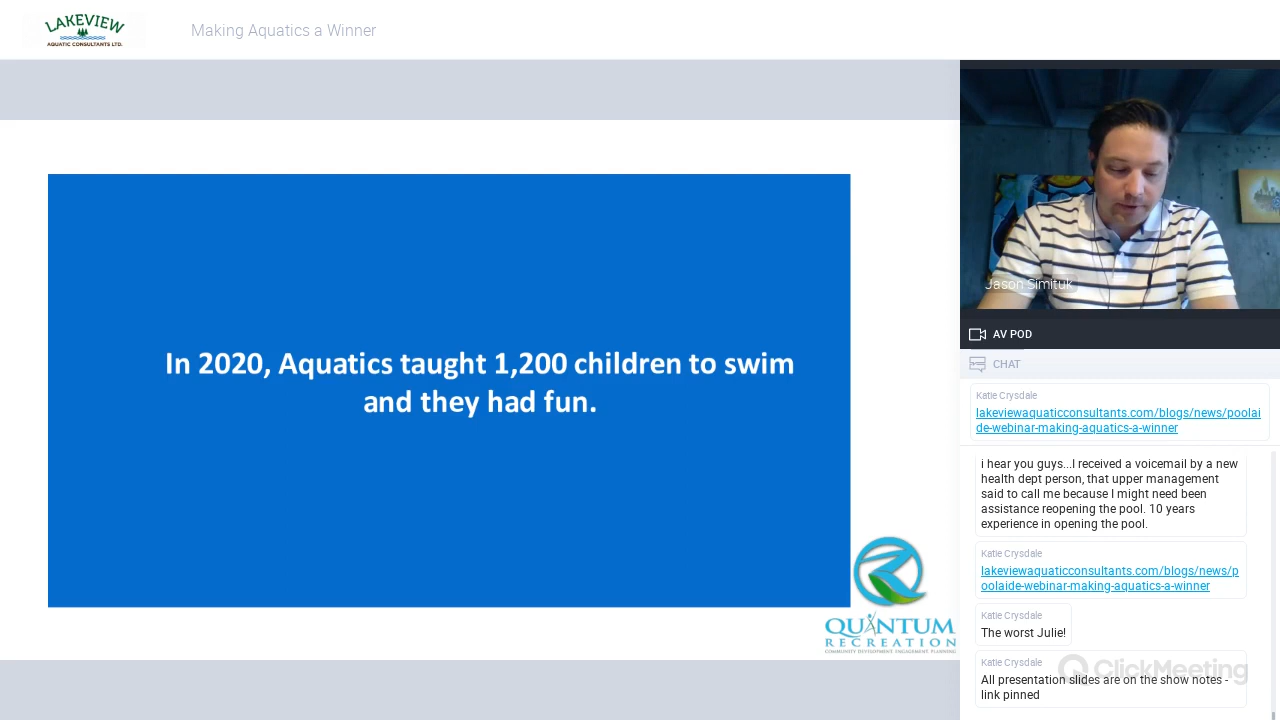 LAKEVIEW
AQUATIC CONSULTANTS LTD.
Making Aquatics a Winner
In 2020, Aquatics taught 1,200 children to swim
and they had fun.
QUANTUM
RECREATION
COMMUNITY DEVELOPMENT ENGAGEMENT PLANNING
Jason Simituk
AV POD
CHAT
Katie Crysdale
lakeviewaquaticconsultants.com/blogs/news/poolai
de-webinar-making-aquatics-a-winner
i hear you guys...I received a voicemail by a new
health dept person, that upper management
said to call me because I might need been
assistance reopening the pool. 10 years
experience in opening the pool.
Katie Crysdale
lakeviewaquaticconsultants.com/blogs/news/p
oolaide-webinar-making-aquatics-a-winner
Katie Crysdale
The worst Julie!
Katie Crysdale
All presentation slides are on the show notes -
link pinned
ClickMeeting